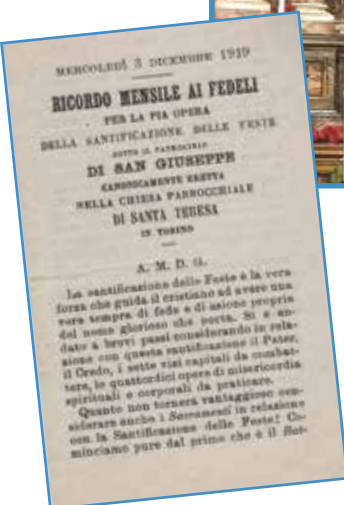 MERCOLEDÌ 3 DICEMBRE 1919
RICORDO MENSILE AI FEDELI
PER LA PIA OPERA
DELLA SANTIFICAZIONE DELLE FESTE
SOTTO IL PATROCINIO
DI SAN GIUSEPPE
CANONICAMENTE ERETTA
NELLA CHIESA PARROCCHIALE
DI SANTA TERESA
IN TORINO
A. M. D. G.
La santificazione delle Feste è la vera
forza che guida il cristiano ad avere una
vera tempra di fede e di azione propria
del nome glorioso che porta. Si è an-
dato a brevi passi considerando in rela-
zione con questa santificazione il Pater,
il Credo, i sette vizi capitali da combat-
tere, le quattordici opere di misericordia
spirituali e corporali da praticare.
Quanto non tornerà vantaggioso con-
siderare anche i Sacramenti in relazione
con la Santificazione delle Feste! Co-
minciamo pure dal primo che è il Bat-